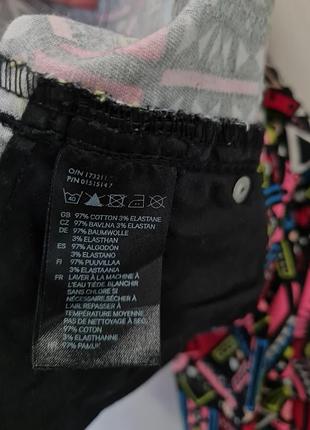 O/N 173211
P/N 01515147
40
GB 97% COTTON 3% ELASTANE
CZ 97% BAVLNA 3% ELASTAN
DE 97% BAUMWOLLE
3% ELASTHAN
ES 97% ALGODÓN
3% ELASTANO
FI 97% PUUVILLAA
3% ELASTAANIA
FR LAVER À LA MACHINE À
L'EAU TIÈDE BLANCHIR
SANS CHLORE SI
NÉCESSAIRE.SÉCHER À
L'AIR.REPASSER À
TEMPÉRATURE MOYENNE
PAS DE NETTOYAGE À SEC.
97% COTON
3% ÉLASTHANNE
97% PAMUK